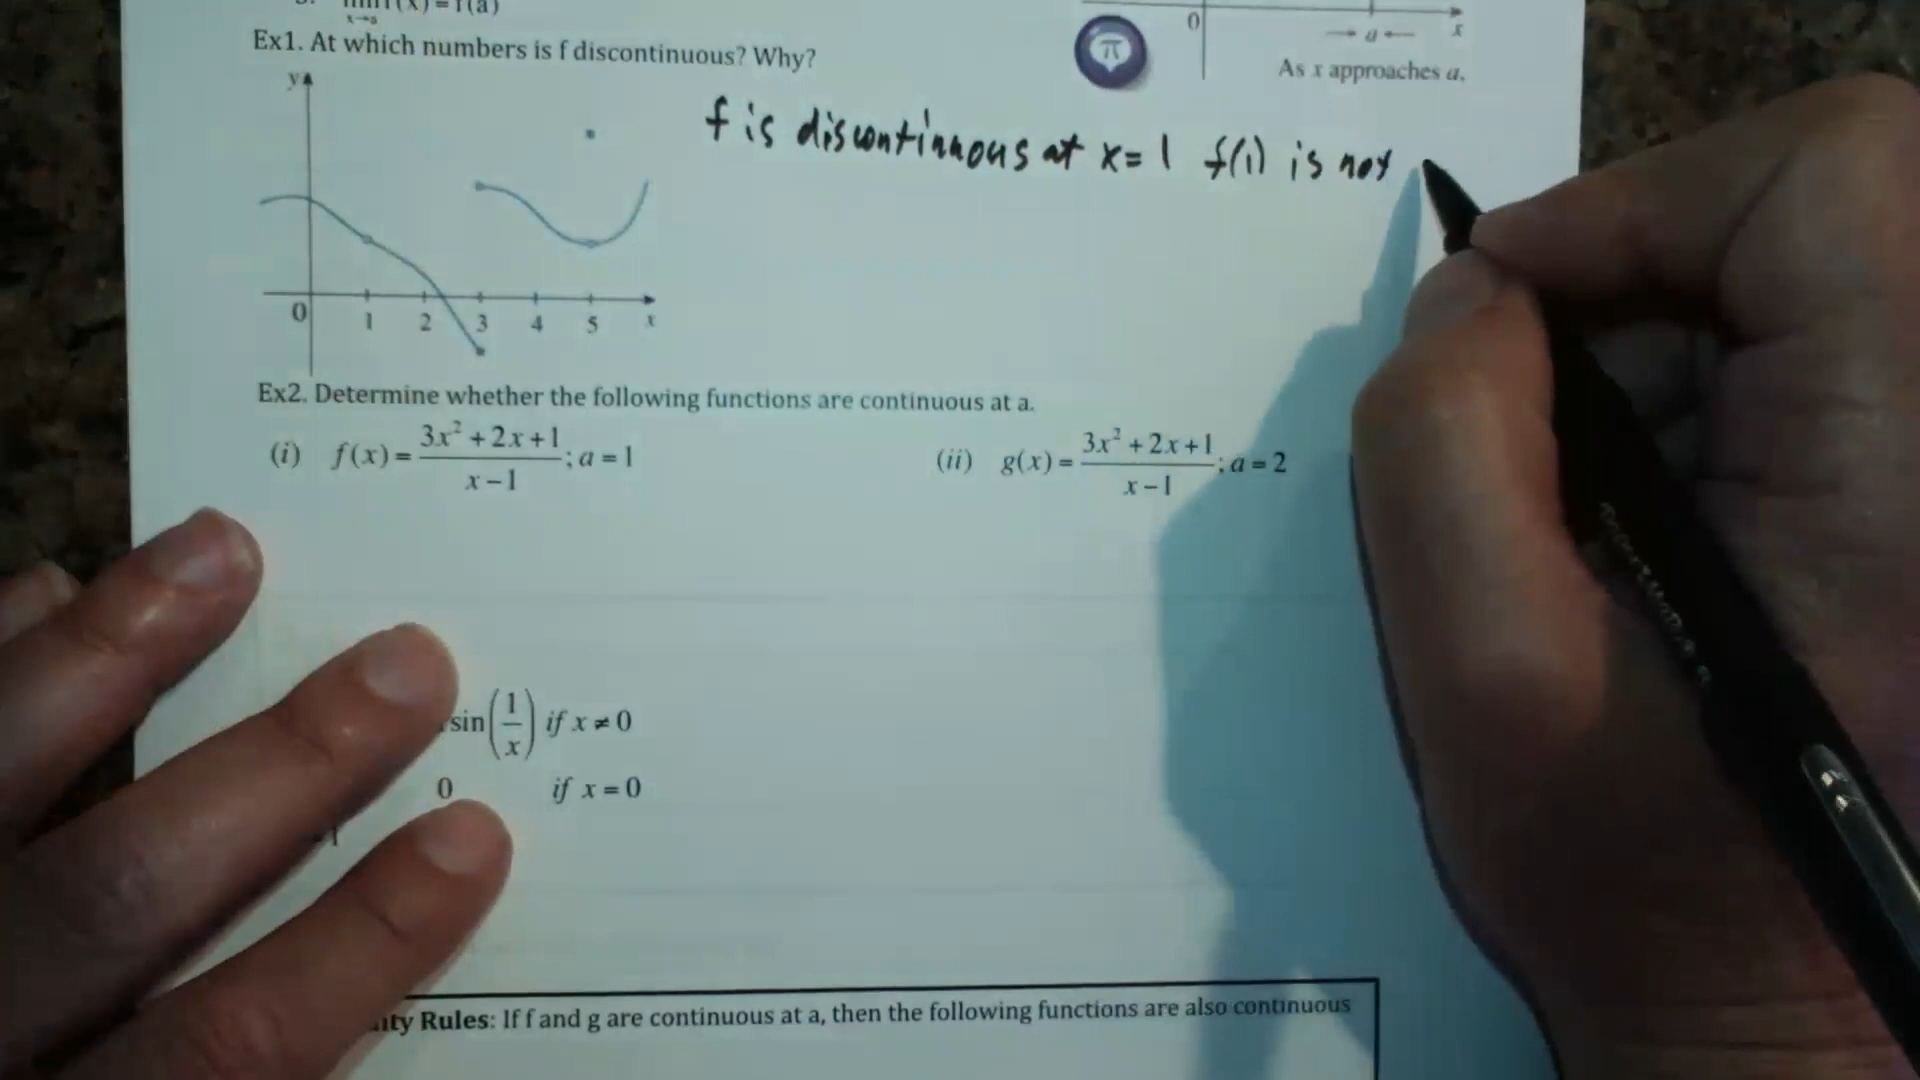 lim f(x) = f(a)
x→a
0
a
x
As x approaches a,
Ex1. At which numbers is f discontinuous? Why?
y
f is discontinuous at x=1 f(1) is not
0 1 2 3 4 5 x
Ex2. Determine whether the following functions are continuous at a.
(i) f(x) = (3x² + 2x + 1)/(x − 1); a = 1
(ii) g(x) = (3x² + 2x + 1)/(x − 1); a = 2
sin(1/x) if x ≠ 0
0 if x = 0
Rules: If f and g are continuous at a, then the following functions are also continuous
π